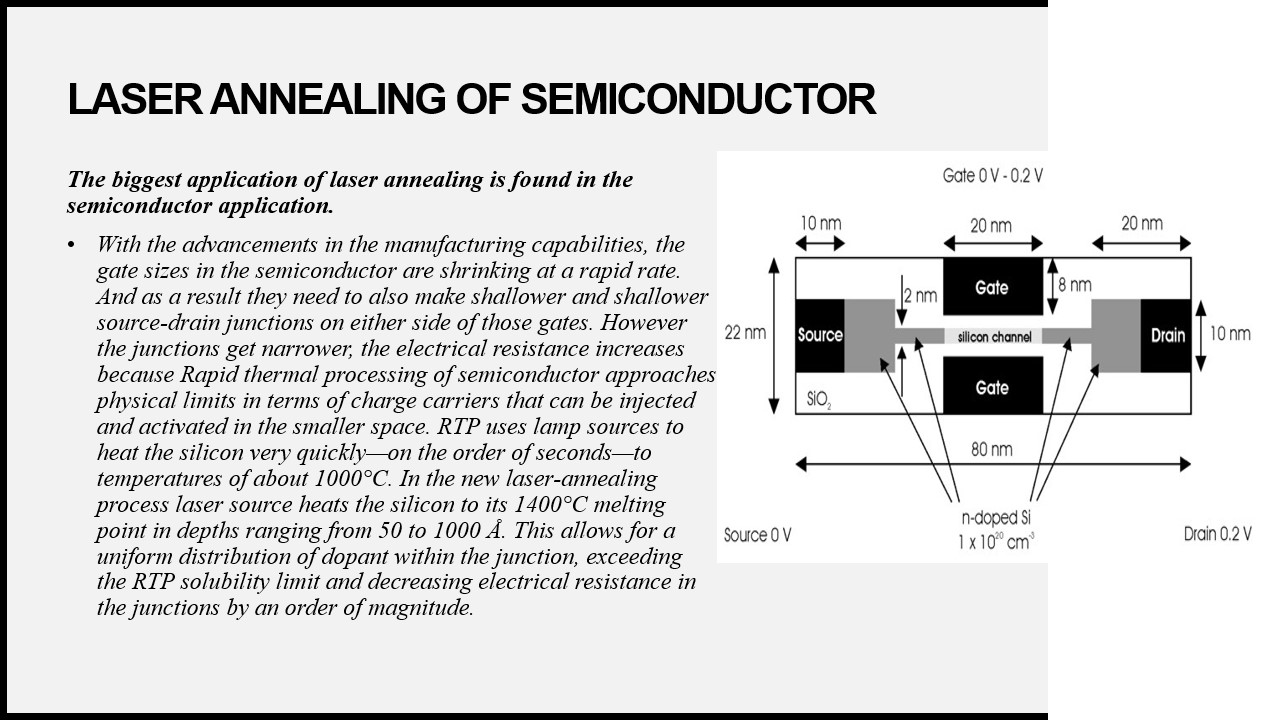 LASER ANNEALING OF SEMICONDUCTOR
The biggest application of laser annealing is found in the
semiconductor application.
• With the advancements in the manufacturing capabilities, the
gate sizes in the semiconductor are shrinking at a rapid rate.
And as a result they need to also make shallower and shallower
source-drain junctions on either side of those gates. However
the junctions get narrower, the electrical resistance increases
because Rapid thermal processing of semiconductor approaches
physical limits in terms of charge carriers that can be injected
and activated in the smaller space. RTP uses lamp sources to
heat the silicon very quickly—on the order of seconds—to
temperatures of about 1000°C. In the new laser-annealing
process laser source heats the silicon to its 1400°C melting
point in depths ranging from 50 to 1000 Å. This allows for a
uniform distribution of dopant within the junction, exceeding
the RTP solubility limit and decreasing electrical resistance in
the junctions by an order of magnitude.
Gate 0 V - 0.2 V
10 nm
20 nm
20 nm
Gate
8 nm
2 nm
22 nm
Source
silicon channel
Drain
10 nm
Gate
SiO₂
80 nm
n-doped Si
1 x 10²⁰ cm⁻³
Source 0 V
Drain 0.2 V